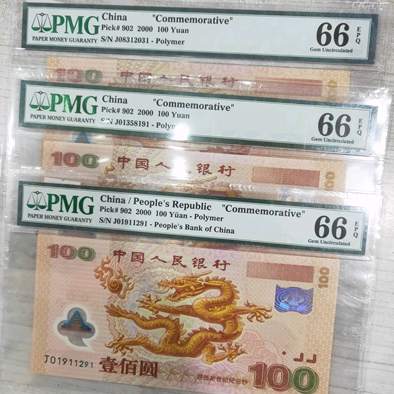 PMG
PAPER MONEY GUARANTY
China "Commemorative"
Pick# 902 2000 100 Yuan
S/N J08312031 - Polymer
66 EPQ
Gem Uncirculated
100
PMG
PAPER MONEY GUARANTY
China "Commemorative"
Pick# 902 2000 100 Yuan
S/N J01358191 - Polymer
66 EPQ
Gem Uncirculated
100 中国人民银行
PMG
PAPER MONEY GUARANTY
China / People's Republic "Commemorative"
Pick# 902 2000 100 Yüan - Polymer
S/N J01911291 - People's Bank of China
66 EPQ
Gem Uncirculated
100 中国人民银行
100
J01911291
壹佰圆
100